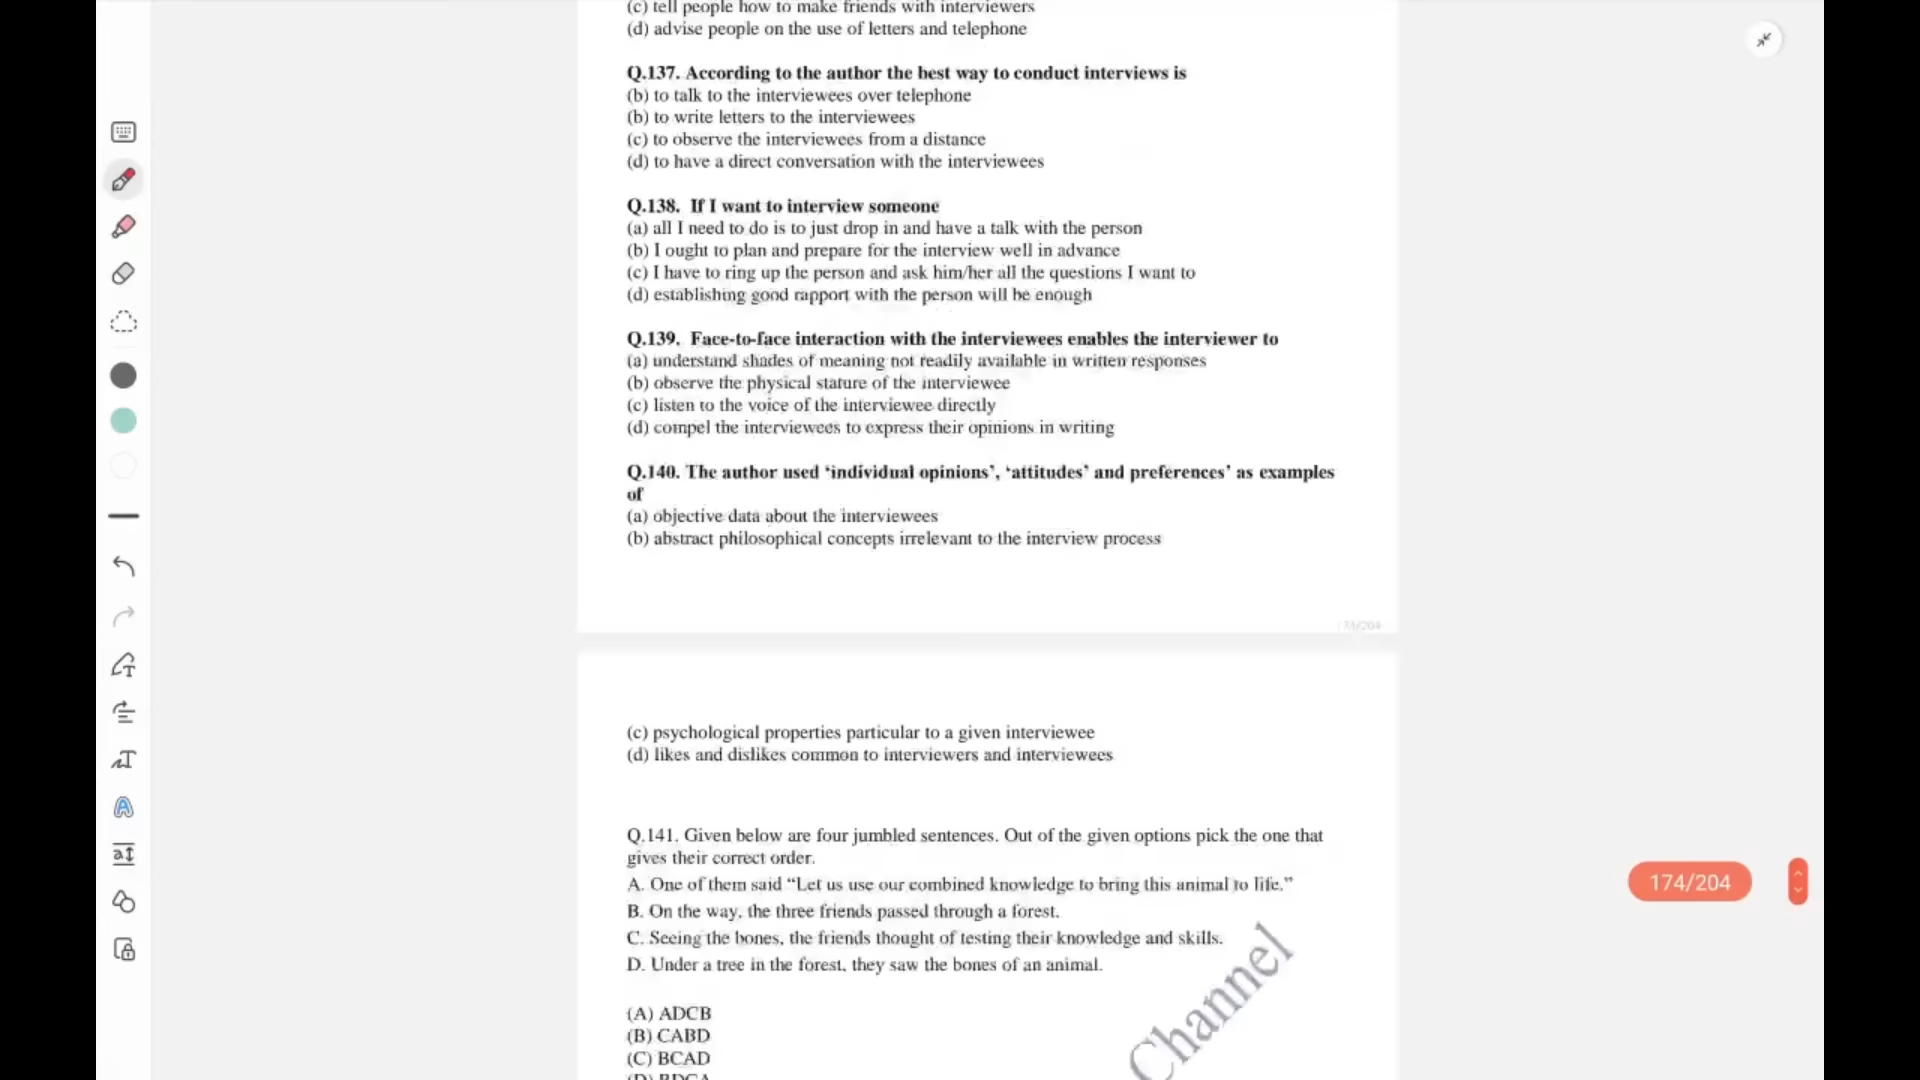 (c) tell people how to make friends with interviewers
(d) advise people on the use of letters and telephone
Q.137. According to the author the best way to conduct interviews is
(b) to talk to the interviewees over telephone
(b) to write letters to the interviewees
(c) to observe the interviewees from a distance
(d) to have a direct conversation with the interviewees
Q.138. If I want to interview someone
(a) all I need to do is to just drop in and have a talk with the person
(b) I ought to plan and prepare for the interview well in advance
(c) I have to ring up the person and ask him/her all the questions I want to
(d) establishing good rapport with the person will be enough
Q.139. Face-to-face interaction with the interviewees enables the interviewer to
(a) understand shades of meaning not readily available in written responses
(b) observe the physical stature of the interviewee
(c) listen to the voice of the interviewee directly
(d) compel the interviewees to express their opinions in writing
Q.140. The author used ‘individual opinions’, ‘attitudes’ and preferences’ as examples
of
(a) objective data about the interviewees
(b) abstract philosophical concepts irrelevant to the interview process
(c) psychological properties particular to a given interviewee
(d) likes and dislikes common to interviewers and interviewees
Q.141. Given below are four jumbled sentences. Out of the given options pick the one that
gives their correct order.
A. One of them said “Let us use our combined knowledge to bring this animal to life.”
B. On the way, the three friends passed through a forest.
C. Seeing the bones, the friends thought of testing their knowledge and skills.
D. Under a tree in the forest, they saw the bones of an animal.
(A) ADCB
(B) CABD
(C) BCAD
(D) BDCA
Channel
174/204